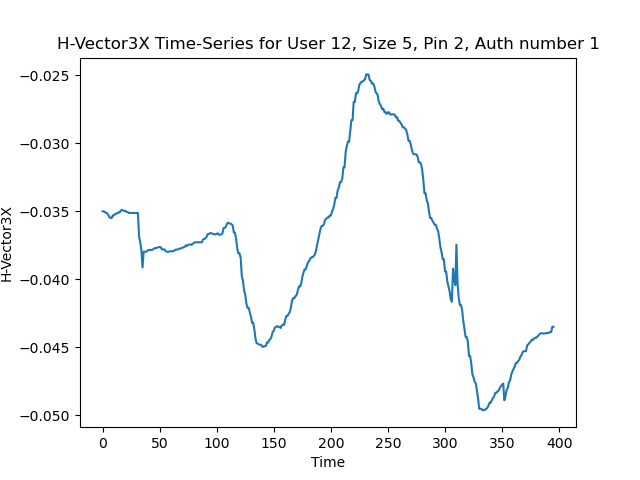 H-Vector3X Time-Series for User 12, Size 5, Pin 2, Auth number 1
−0.025
−0.030
−0.035
−0.040
−0.045
−0.050
H-Vector3X
0 50 100 150 200 250 300 350 400
Time